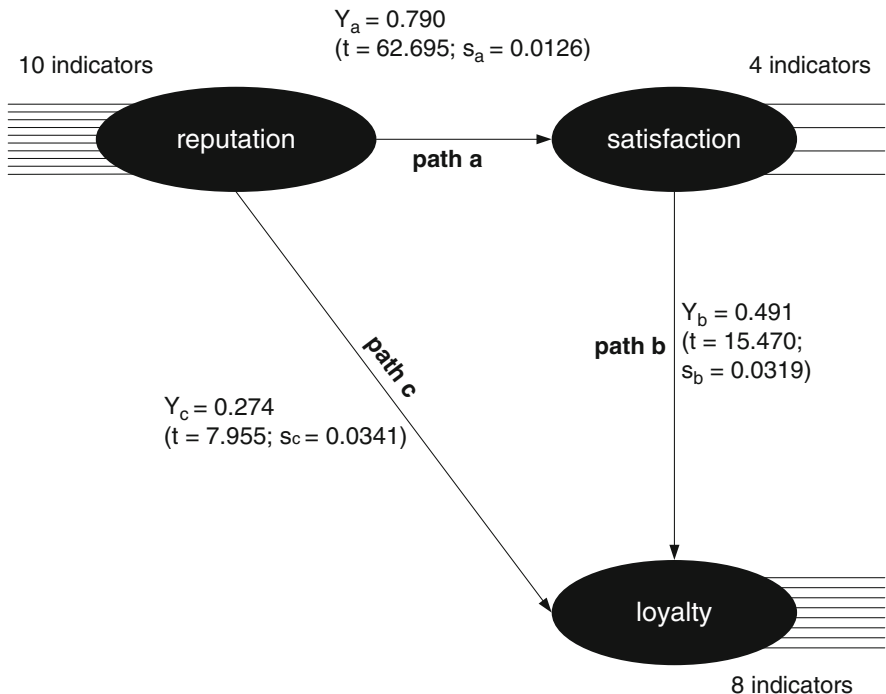 Y_a = 0.790
(t = 62.695; s_a = 0.0126)
10 indicators
4 indicators
reputation
satisfaction
path a
Y_b = 0.491
(t = 15.470;
s_b = 0.0319)
path b
path c
Y_c = 0.274
(t = 7.955; s_c = 0.0341)
loyalty
8 indicators